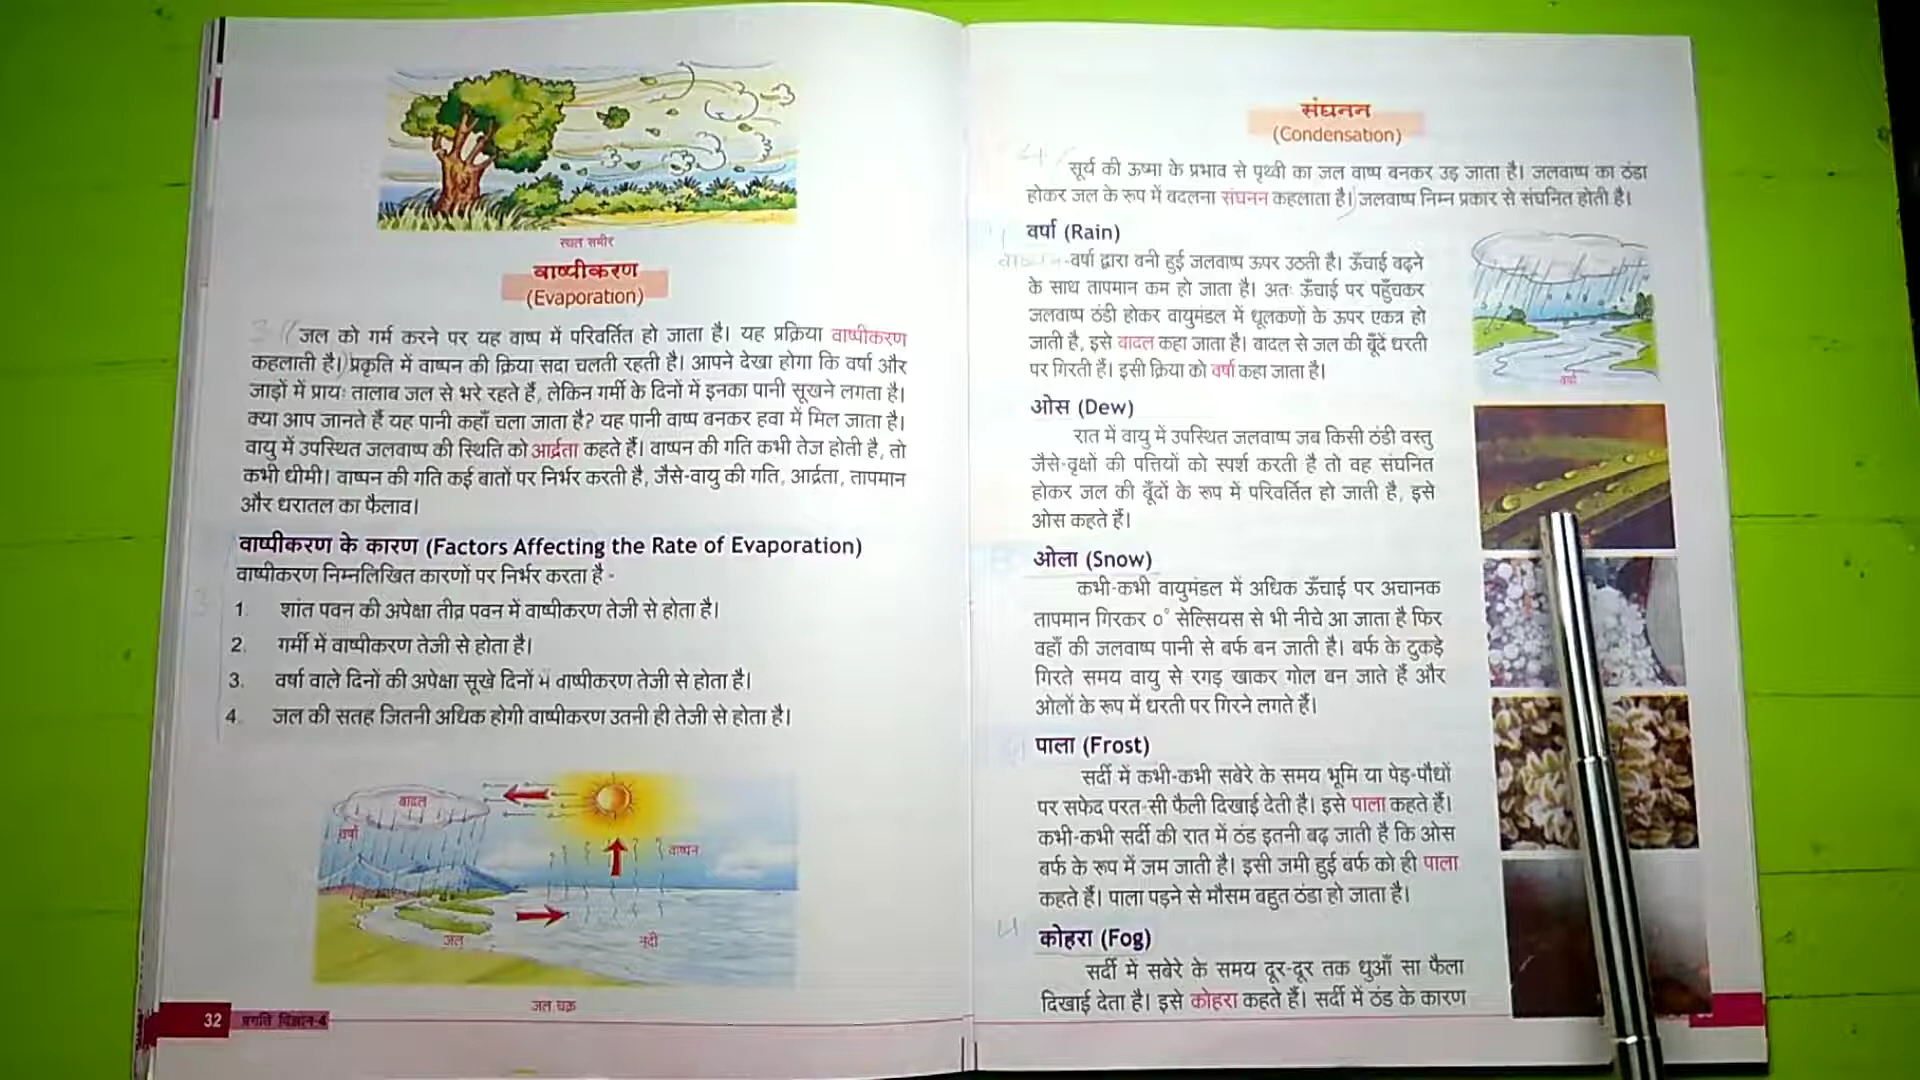 स्थल समीर
वाष्पीकरण
(Evaporation)
जल को गर्म करने पर यह वाष्प में परिवर्तित हो जाता है। यह प्रक्रिया वाष्पीकरण
कहलाती है। प्रकृति में वाष्पन की क्रिया सदा चलती रहती है। आपने देखा होगा कि वर्षा और
जाड़ों में प्रायः तालाब जल से भरे रहते हैं, लेकिन गर्मी के दिनों में इनका पानी सूखने लगता है।
क्या आप जानते हैं यह पानी कहाँ चला जाता है? यह पानी वाष्प बनकर हवा में मिल जाता है।
वायु में उपस्थित जलवाष्प की स्थिति को आर्द्रता कहते हैं। वाष्पन की गति कभी तेज होती है, तो
कभी धीमी। वाष्पन की गति कई बातों पर निर्भर करती है, जैसे-वायु की गति, आर्द्रता, तापमान
और धरातल का फैलाव।
वाष्पीकरण के कारण (Factors Affecting the Rate of Evaporation)
वाष्पीकरण निम्नलिखित कारणों पर निर्भर करता है -
1. शांत पवन की अपेक्षा तीव्र पवन में वाष्पीकरण तेजी से होता है।
2. गर्मी में वाष्पीकरण तेजी से होता है।
3. वर्षा वाले दिनों की अपेक्षा सूखे दिनों में वाष्पीकरण तेजी से होता है।
4. जल की सतह जितनी अधिक होगी वाष्पीकरण उतनी ही तेजी से होता है।
बादल
वर्षा
वाष्पन
जल
नदी
जल चक्र
32 प्रगति विज्ञान-4
संघनन
(Condensation)
सूर्य की ऊष्मा के प्रभाव से पृथ्वी का जल वाष्प बनकर उड़ जाता है। जलवाष्प का ठंडा
होकर जल के रूप में बदलना संघनन कहलाता है। जलवाष्प निम्न प्रकार से संघनित होती है।
वर्षा (Rain)
वर्षा द्वारा बनी हुई जलवाष्प ऊपर उठती है। ऊँचाई बढ़ने
के साथ तापमान कम हो जाता है। अतः ऊँचाई पर पहुँचकर
जलवाष्प ठंडी होकर वायुमंडल में धूलकणों के ऊपर एकत्र हो
जाती है, इसे बादल कहा जाता है। बादल से जल की बूँदें धरती
पर गिरती हैं। इसी क्रिया को वर्षा कहा जाता है।
वर्षा
ओस (Dew)
रात में वायु में उपस्थित जलवाष्प जब किसी ठंडी वस्तु
जैसे-वृक्षों की पत्तियों को स्पर्श करती है तो वह संघनित
होकर जल की बूँदों के रूप में परिवर्तित हो जाती है, इसे
ओस कहते हैं।
ओला (Snow)
कभी-कभी वायुमंडल में अधिक ऊँचाई पर अचानक
तापमान गिरकर 0° सेल्सियस से भी नीचे आ जाता है फिर
वहाँ की जलवाष्प पानी से बर्फ बन जाती है। बर्फ के टुकड़े
गिरते समय वायु से रगड़ खाकर गोल बन जाते हैं और
ओलों के रूप में धरती पर गिरने लगते हैं।
पाला (Frost)
सर्दी में कभी-कभी सबेरे के समय भूमि या पेड़-पौधों
पर सफेद परत-सी फैली दिखाई देती है। इसे पाला कहते हैं।
कभी-कभी सर्दी की रात में ठंड इतनी बढ़ जाती है कि ओस
बर्फ के रूप में जम जाती है। इसी जमी हुई बर्फ को ही पाला
कहते हैं। पाला पड़ने से मौसम बहुत ठंडा हो जाता है।
कोहरा (Fog)
सर्दी में सबेरे के समय दूर-दूर तक धुआँ सा फैला
दिखाई देता है। इसे कोहरा कहते हैं। सर्दी में ठंड के कारण